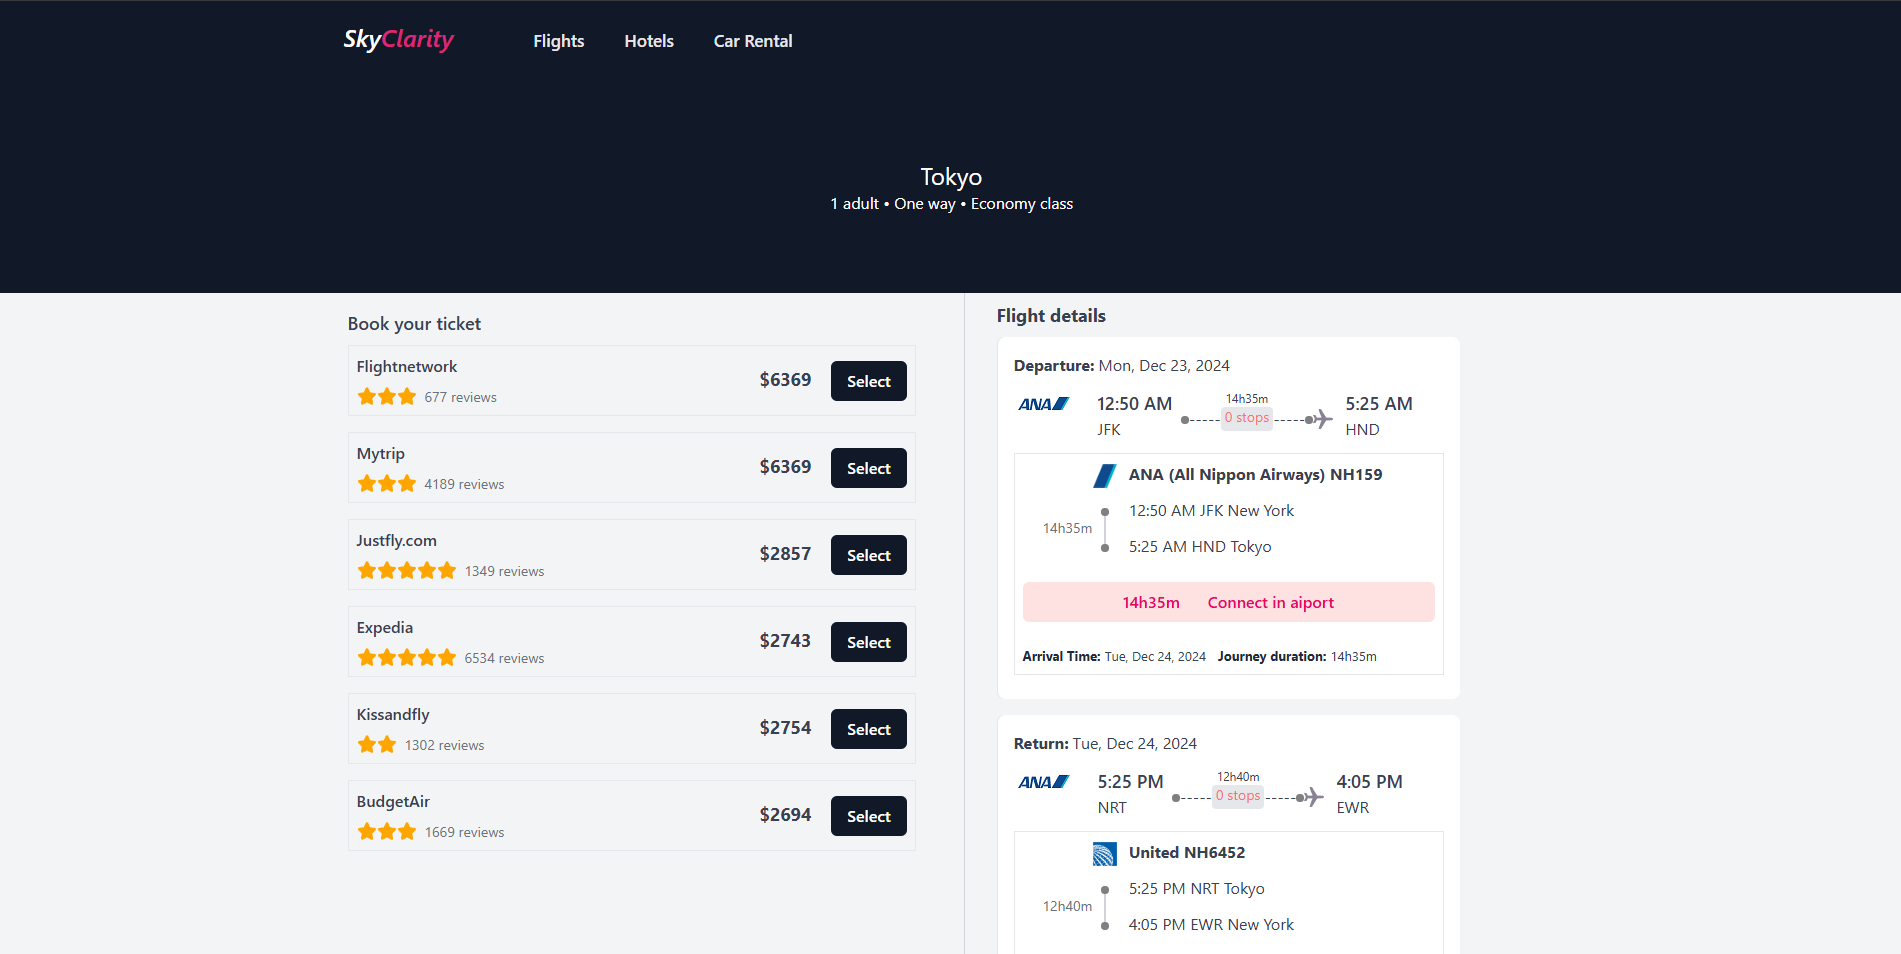 SkyClarity
Flights
Hotels
Car Rental
Tokyo
1 adult • One way • Economy class
Book your ticket
Flightnetwork
677 reviews
$6369
Select
Mytrip
4189 reviews
$6369
Select
Justfly.com
1349 reviews
$2857
Select
Expedia
6534 reviews
$2743
Select
Kissandfly
1302 reviews
$2754
Select
BudgetAir
1669 reviews
$2694
Select
Flight details
Departure: Mon, Dec 23, 2024
ANA
12:50 AM
JFK
14h35m
0 stops
5:25 AM
HND
ANA (All Nippon Airways) NH159
12:50 AM JFK New York
14h35m
5:25 AM HND Tokyo
14h35m Connect in aiport
Arrival Time: Tue, Dec 24, 2024 Journey duration: 14h35m
Return: Tue, Dec 24, 2024
ANA
5:25 PM
NRT
12h40m
0 stops
4:05 PM
EWR
United NH6452
5:25 PM NRT Tokyo
12h40m
4:05 PM EWR New York